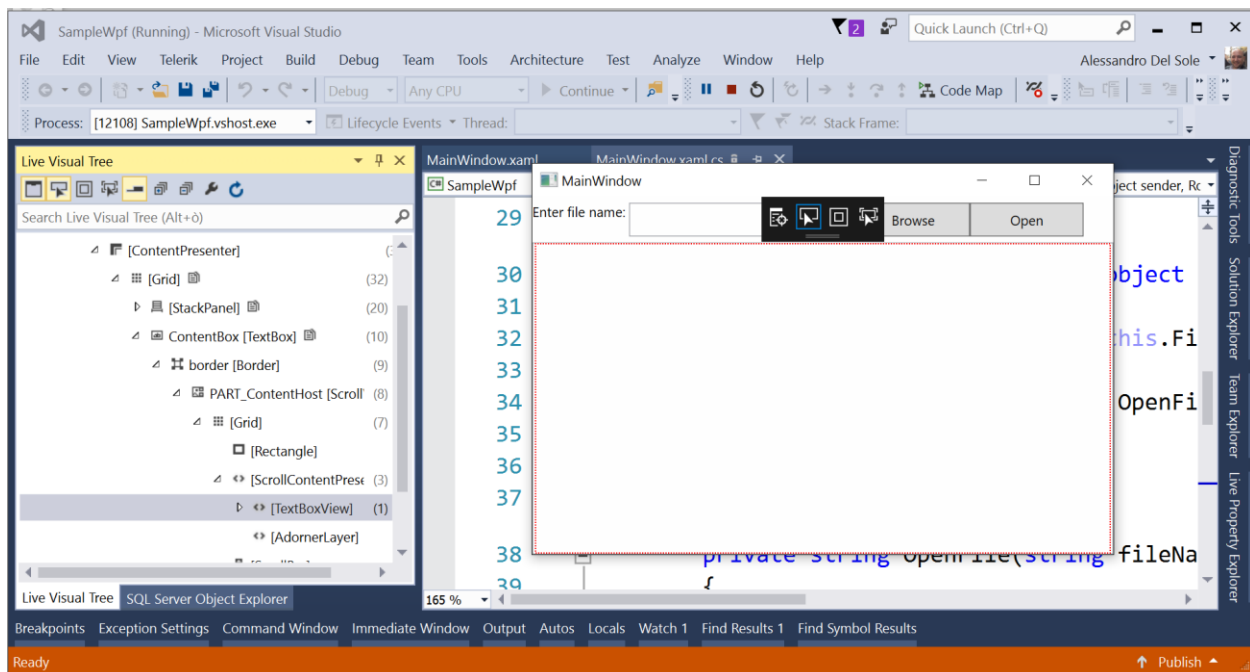 SampleWpf (Running) - Microsoft Visual Studio
2
Quick Launch (Ctrl+Q)
File Edit View Telerik Project Build Debug Team Tools Architecture Test Analyze Window Help
Alessandro Del Sole
Debug Any CPU Continue Code Map
Process: [12108] SampleWpf.vshost.exe Lifecycle Events Thread: Stack Frame:
Live Visual Tree
Search Live Visual Tree (Alt+ò)
[ContentPresenter]
[Grid] (32)
[StackPanel] (20)
ContentBox [TextBox] (10)
border [Border] (9)
PART_ContentHost [Scroll (8)
[Grid] (7)
[Rectangle]
[ScrollContentPrese (3)
[TextBoxView] (1)
[AdornerLayer]
Live Visual Tree SQL Server Object Explorer
MainWindow.xaml MainWindow.xaml.cs
SampleWpf
ject sender, Rc
MainWindow
Enter file name:
Browse
Open
29
30 object
31
32 this.Fi
33
34 OpenFi
35
36
37
38 private string OpenFile(string fileNa
39 {
165 %
Diagnostic Tools
Solution Explorer
Team Explorer
Live Property Explorer
Breakpoints Exception Settings Command Window Immediate Window Output Autos Locals Watch 1 Find Results 1 Find Symbol Results
Ready
Publish